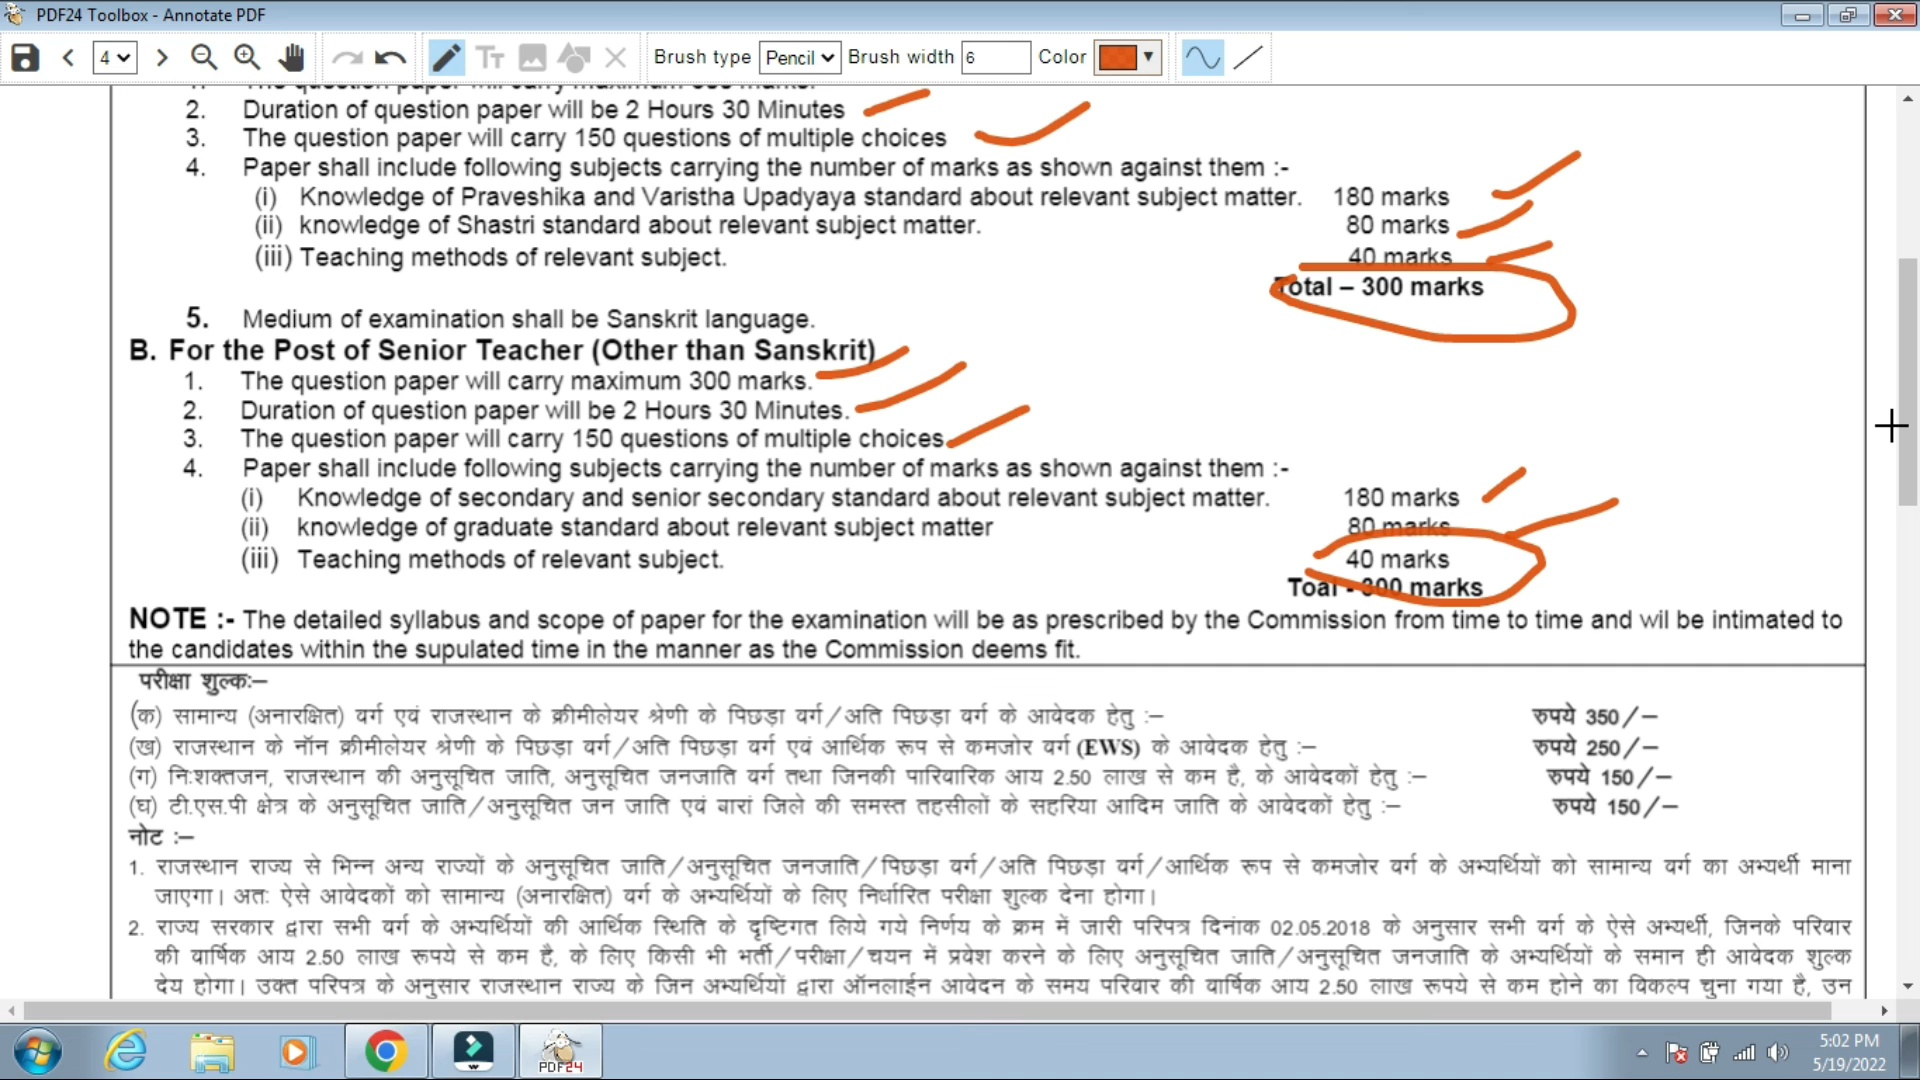 PDF24 Toolbox - Annotate PDF
4
Brush type Pencil Brush width 6 Color
1. The question paper will carry maximum 300 marks.
2. Duration of question paper will be 2 Hours 30 Minutes
3. The question paper will carry 150 questions of multiple choices
4. Paper shall include following subjects carrying the number of marks as shown against them :-
(i) Knowledge of Praveshika and Varistha Upadyaya standard about relevant subject matter. 180 marks
(ii) knowledge of Shastri standard about relevant subject matter. 80 marks
(iii) Teaching methods of relevant subject. 40 marks
Total – 300 marks
5. Medium of examination shall be Sanskrit language.
B. For the Post of Senior Teacher (Other than Sanskrit)
1. The question paper will carry maximum 300 marks.
2. Duration of question paper will be 2 Hours 30 Minutes.
3. The question paper will carry 150 questions of multiple choices
4. Paper shall include following subjects carrying the number of marks as shown against them :-
(i) Knowledge of secondary and senior secondary standard about relevant subject matter. 180 marks
(ii) knowledge of graduate standard about relevant subject matter 80 marks
(iii) Teaching methods of relevant subject. 40 marks
Toal - 300 marks
NOTE :- The detailed syllabus and scope of paper for the examination will be as prescribed by the Commission from time to time and wil be intimated to
the candidates within the supulated time in the manner as the Commission deems fit.
परीक्षा शुल्कः–
(क) सामान्य (अनारक्षित) वर्ग एवं राजस्थान के क्रीमीलेयर श्रेणी के पिछड़ा वर्ग/अति पिछड़ा वर्ग के आवेदक हेतु :– रुपये 350/–
(ख) राजस्थान के नॉन क्रीमीलेयर श्रेणी के पिछड़ा वर्ग/अति पिछड़ा वर्ग एवं आर्थिक रूप से कमजोर वर्ग (EWS) के आवेदक हेतु :– रुपये 250/–
(ग) नि:शक्तजन, राजस्थान की अनुसूचित जाति, अनुसूचित जनजाति वर्ग तथा जिनकी पारिवारिक आय 2.50 लाख से कम है, के आवेदकों हेतु :– रुपये 150/–
(घ) टी.एस.पी क्षेत्र के अनुसूचित जाति/अनुसूचित जन जाति एवं बारां जिले की समस्त तहसीलों के सहरिया आदिम जाति के आवेदकों हेतु :– रुपये 150/–
नोट :–
1. राजस्थान राज्य से भिन्न अन्य राज्यों के अनुसूचित जाति/अनुसूचित जनजाति/पिछड़ा वर्ग/अति पिछड़ा वर्ग/आर्थिक रूप से कमजोर वर्ग के अभ्यर्थियों को सामान्य वर्ग का अभ्यर्थी माना
जाएगा। अतः ऐसे आवेदकों को सामान्य (अनारक्षित) वर्ग के अभ्यर्थियों के लिए निर्धारित परीक्षा शुल्क देना होगा।
2. राज्य सरकार द्वारा सभी वर्ग के अभ्यर्थियों की आर्थिक स्थिति के दृष्टिगत लिये गये निर्णय के क्रम में जारी परिपत्र दिनांक 02.05.2018 के अनुसार सभी वर्ग के ऐसे अभ्यर्थी, जिनके परिवार
की वार्षिक आय 2.50 लाख रूपये से कम है, के लिए किसी भी भर्ती/परीक्षा/चयन में प्रवेश करने के लिए अनुसूचित जाति/अनुसूचित जनजाति के अभ्यर्थियों के समान ही आवेदक शुल्क
देय होगा। उक्त परिपत्र के अनुसार राजस्थान राज्य के जिन अभ्यर्थियों द्वारा ऑनलाईन आवेदन के समय परिवार की वार्षिक आय 2.50 लाख रूपये से कम होने का विकल्प चुना गया है, उन
PDF24
5:02 PM
5/19/2022